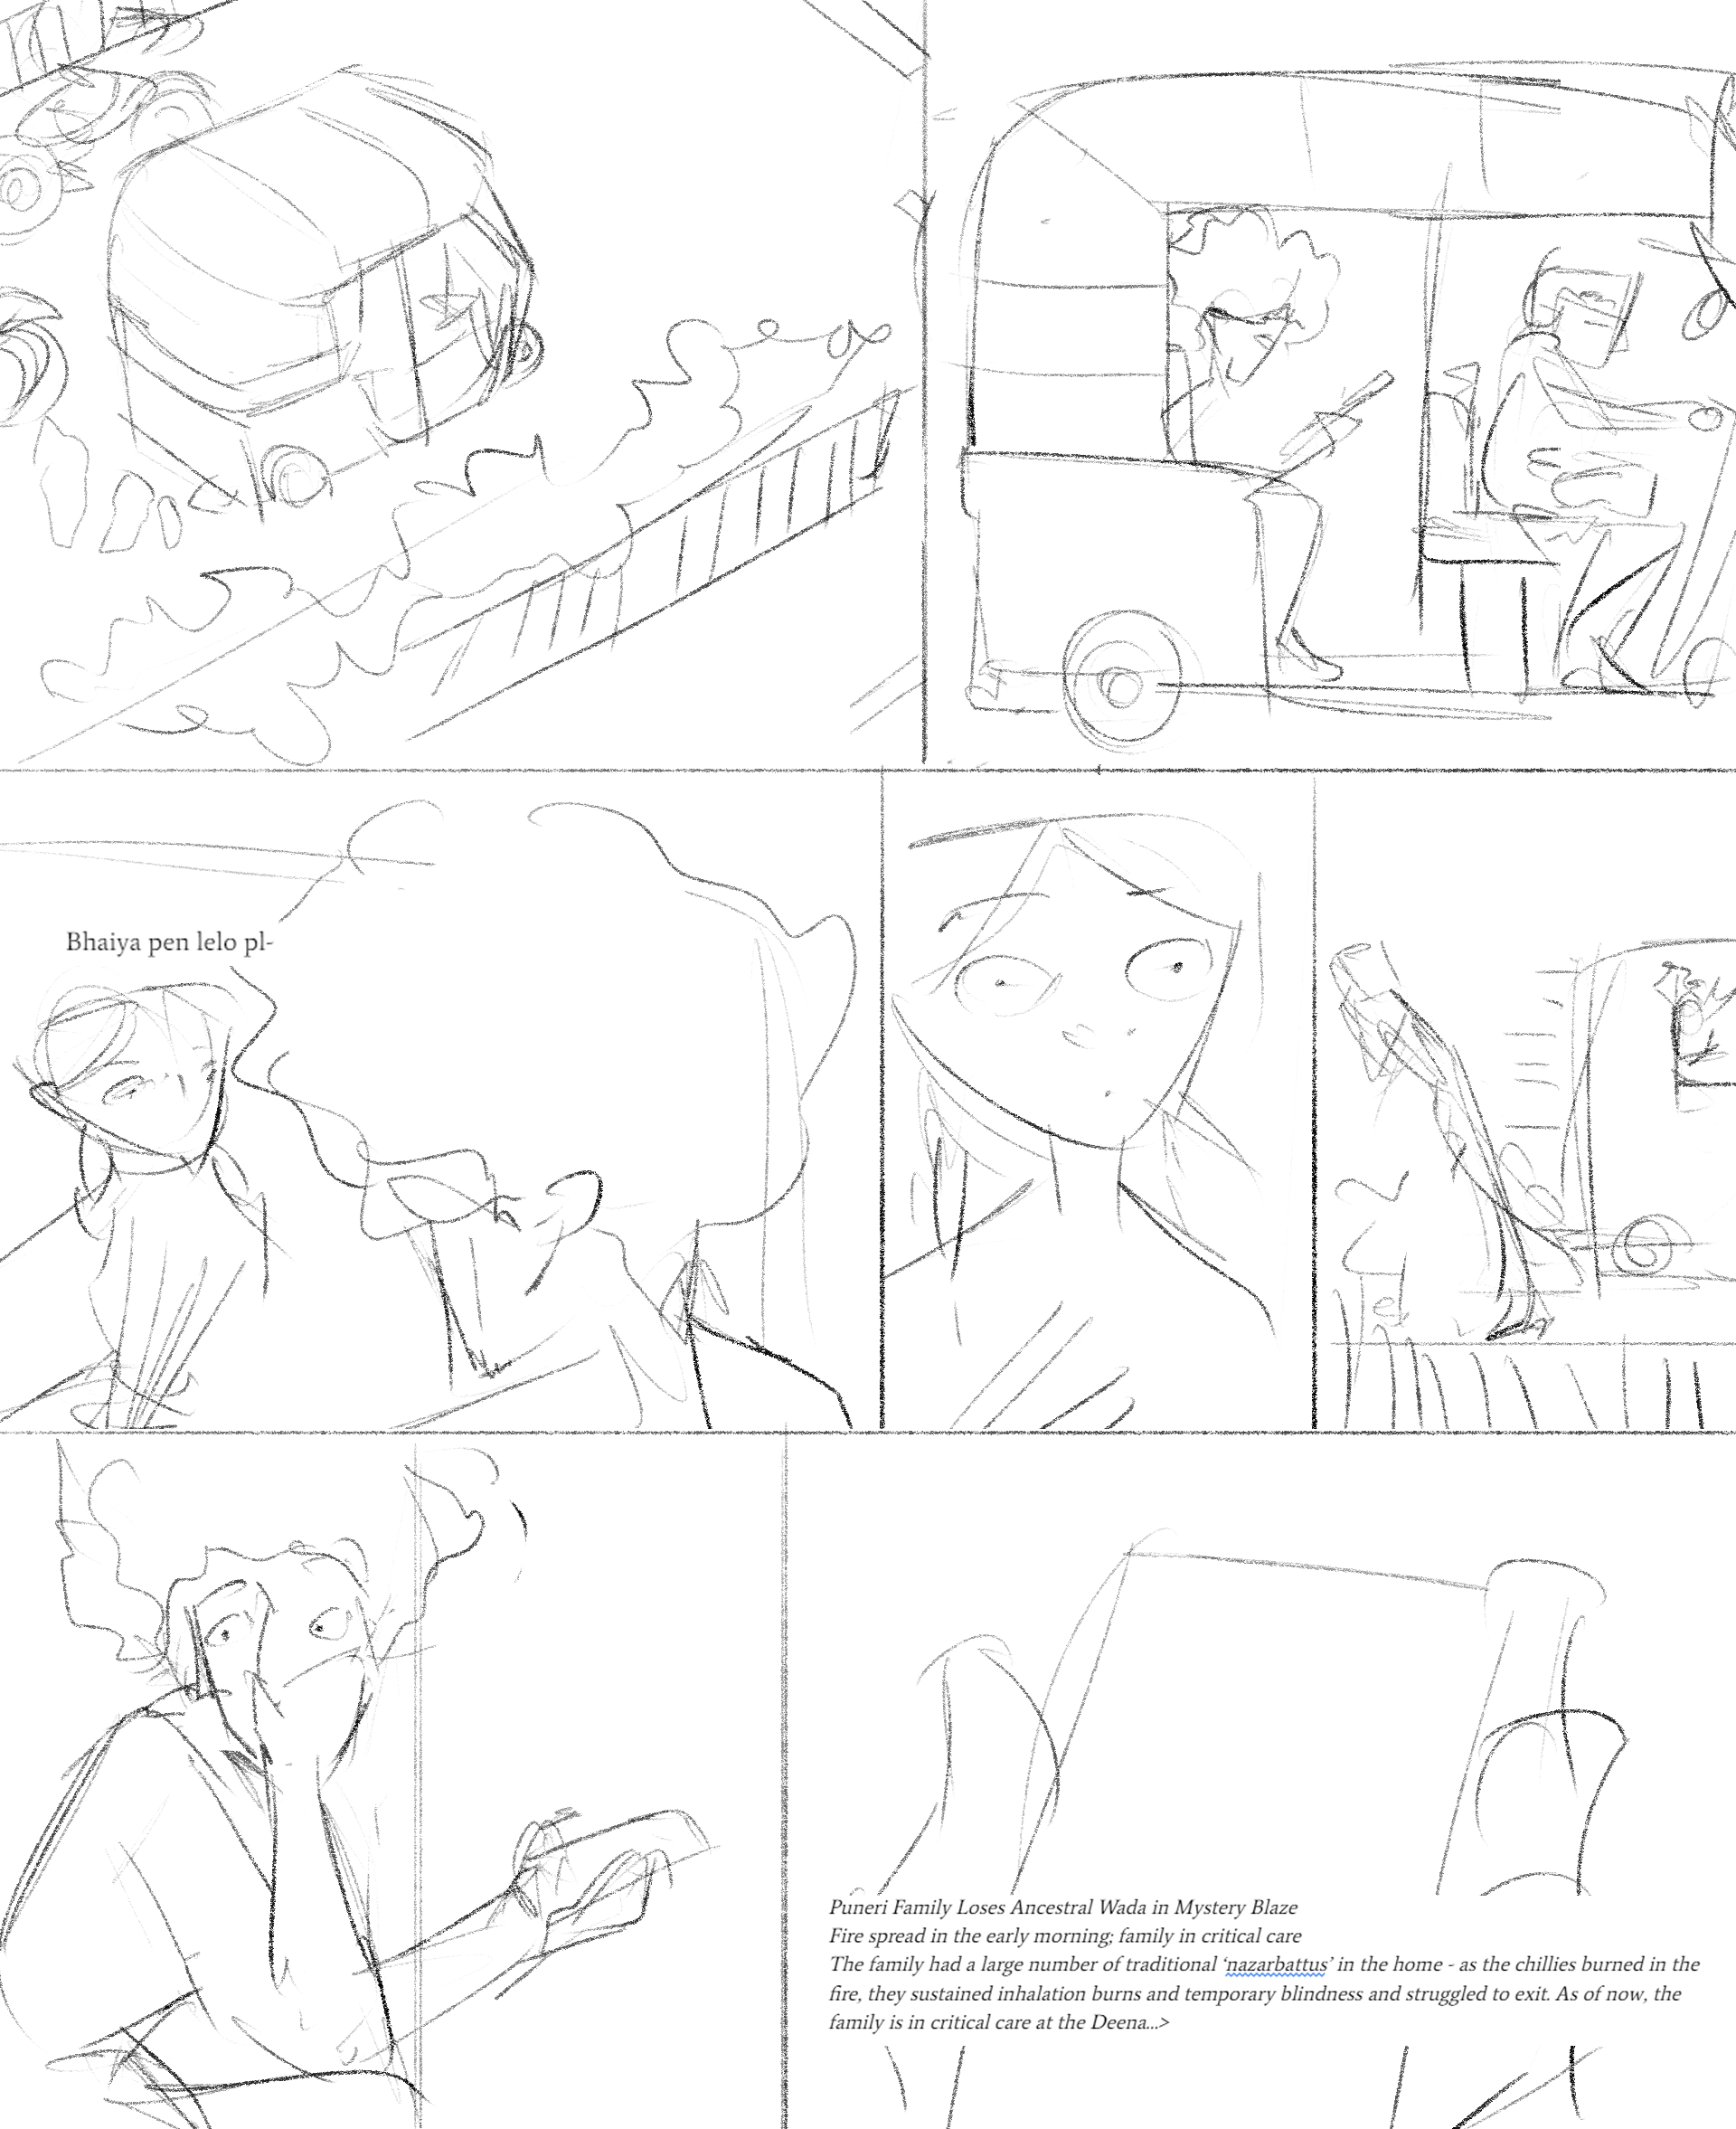 Bhaiya pen lelo pl-
Puneri Family Loses Ancestral Wada in Mystery Blaze
Fire spread in the early morning; family in critical care
The family had a large number of traditional ‘nazarbattus’ in the home - as the chillies burned in the
fire, they sustained inhalation burns and temporary blindness and struggled to exit. As of now, the
family is in critical care at the Deena...>